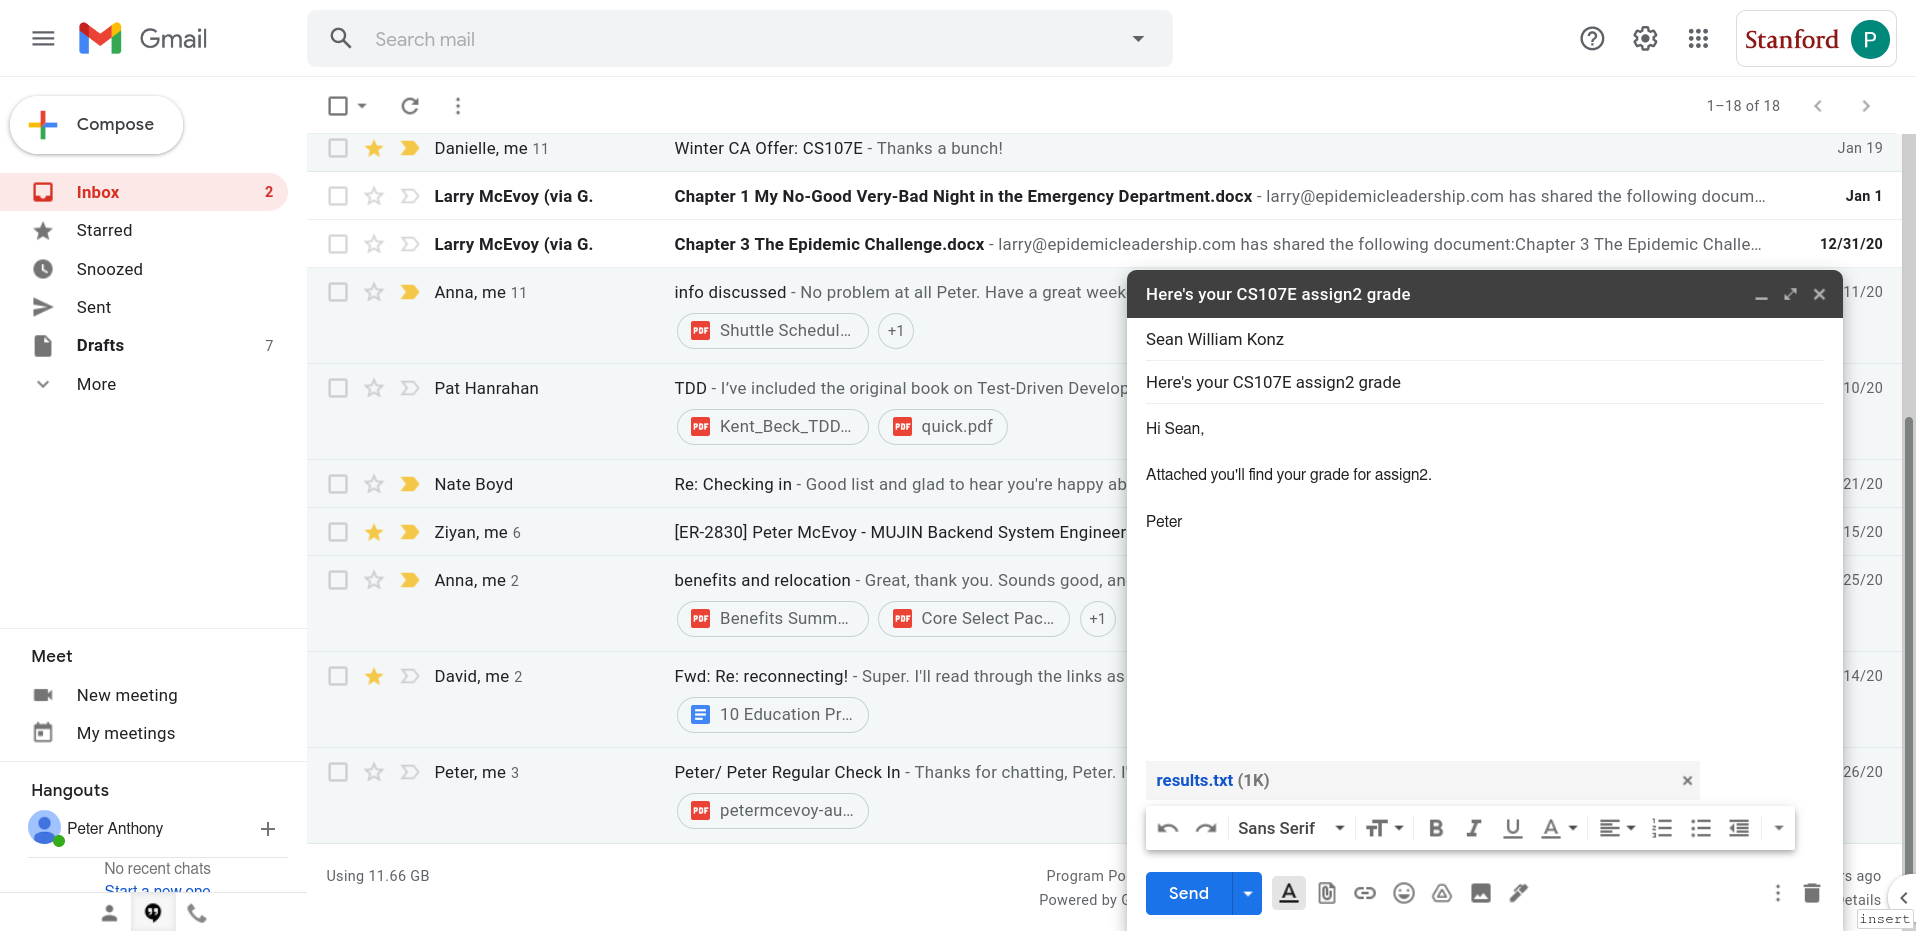 Gmail
Search mail
Stanford
P
Compose
1–18 of 18
Inbox 2
Starred
Snoozed
Sent
Drafts 7
More
Meet
New meeting
My meetings
Hangouts
Peter Anthony
No recent chats
Start a new one
Danielle, me 11 Winter CA Offer: CS107E - Thanks a bunch! Jan 19
Larry McEvoy (via G. Chapter 1 My No-Good Very-Bad Night in the Emergency Department.docx - larry@epidemicleadership.com has shared the following docum… Jan 1
Larry McEvoy (via G. Chapter 3 The Epidemic Challenge.docx - larry@epidemicleadership.com has shared the following document:Chapter 3 The Epidemic Challe… 12/31/20
Anna, me 11 info discussed - No problem at all Peter. Have a great week 11/20
PDF Shuttle Schedul… +1
Pat Hanrahan TDD - I've included the original book on Test-Driven Develop 10/20
PDF Kent_Beck_TDD… PDF quick.pdf
Nate Boyd Re: Checking in - Good list and glad to hear you're happy ab 21/20
Ziyan, me 6 [ER-2830] Peter McEvoy - MUJIN Backend System Engineer 15/20
Anna, me 2 benefits and relocation - Great, thank you. Sounds good, an 25/20
PDF Benefits Summ… PDF Core Select Pac… +1
David, me 2 Fwd: Re: reconnecting! - Super. I'll read through the links as 14/20
10 Education Pr…
Peter, me 3 Peter/ Peter Regular Check In - Thanks for chatting, Peter. I' 26/20
PDF petermcevoy-au…
Using 11.66 GB
Program Po
Powered by G
s ago
Details
Here's your CS107E assign2 grade
Sean William Konz
Here's your CS107E assign2 grade
Hi Sean,
Attached you'll find your grade for assign2.
Peter
results.txt (1K)
Sans Serif
Send
insert